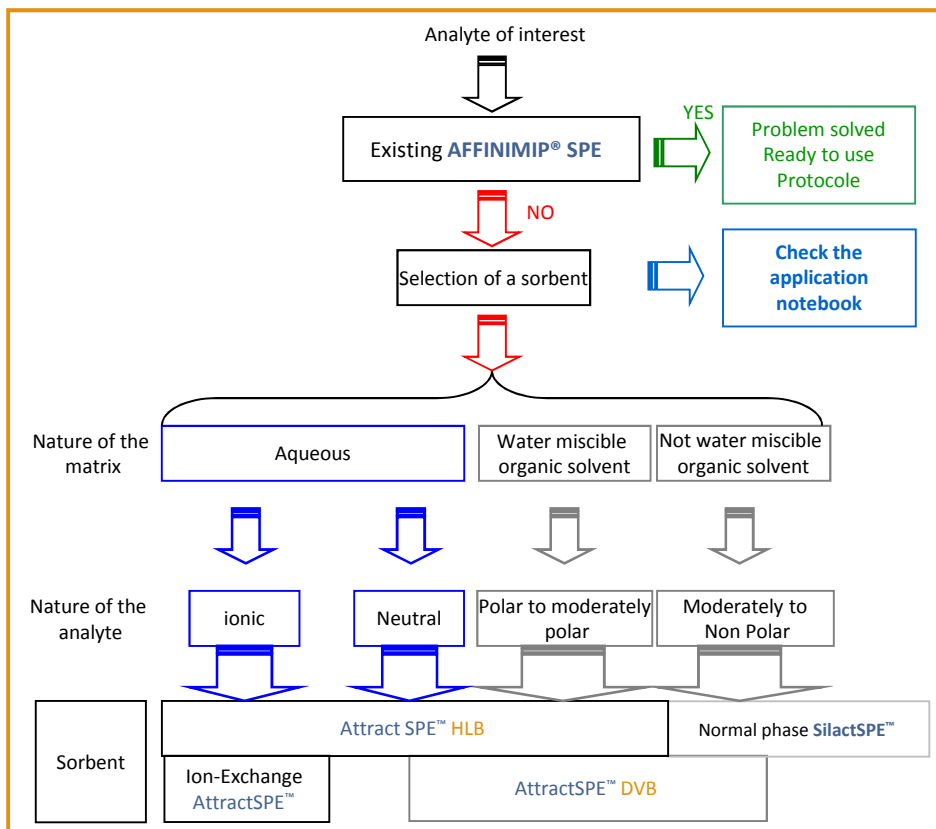 Analyte of interest
Existing AFFINIMIP® SPE
YES
Problem solved
Ready to use
Protocole
NO
Selection of a sorbent
Check the
application
notebook
Nature of the
matrix
Aqueous
Water miscible
organic solvent
Not water miscible
organic solvent
Nature of the
analyte
ionic
Neutral
Polar to moderately
polar
Moderately to
Non Polar
Sorbent
Attract SPE™ HLB
Normal phase SilactSPE™
Ion-Exchange
AttractSPE™
AttractSPE™ DVB